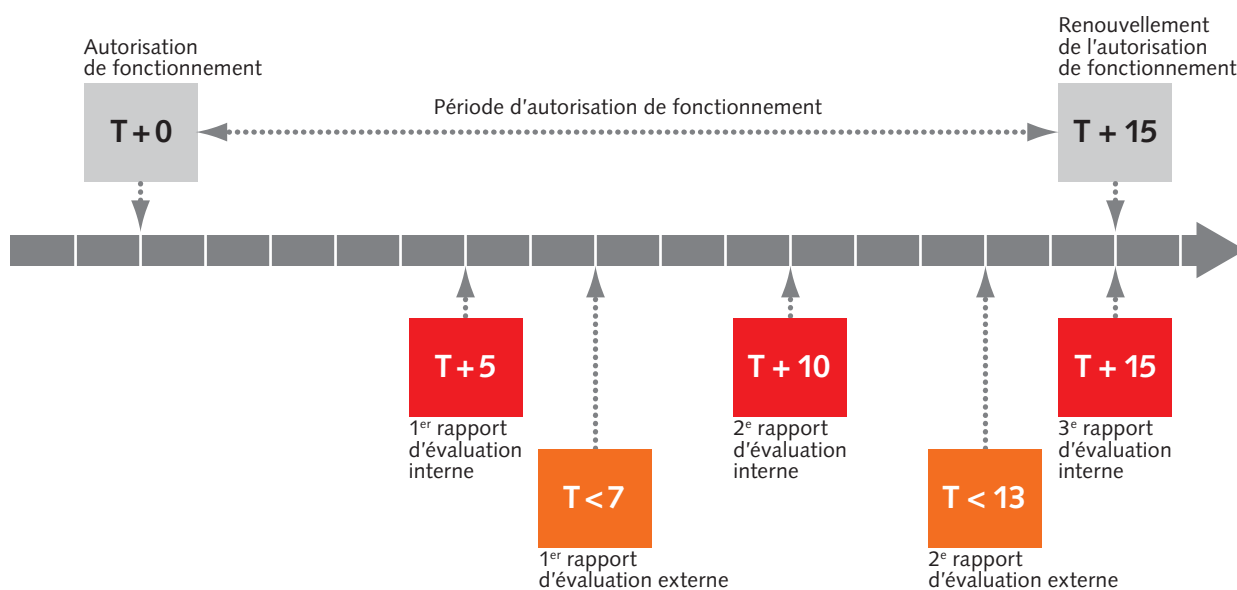 Autorisation
de fonctionnement
T + 0
Période d'autorisation de fonctionnement
Renouvellement
de l'autorisation
de fonctionnement
T + 15
T + 5
1er rapport
d'évaluation
interne
T < 7
1er rapport
d'évaluation externe
T + 10
2e rapport
d'évaluation
interne
T < 13
2e rapport
d'évaluation externe
T + 15
3e rapport
d'évaluation
interne